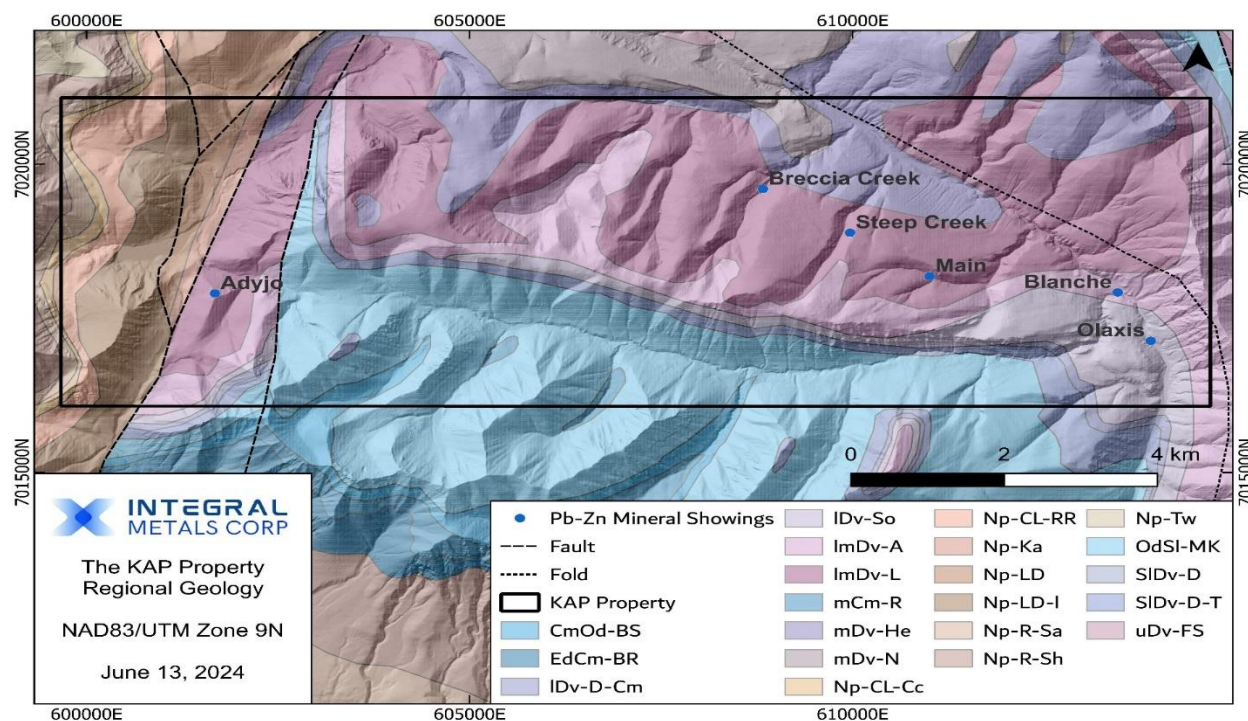 600000E
605000E
610000E
7020000N
7020000N
Breccia Creek
Steep Creek
Main
Adyjo
Blanche
Olaxis
0 2 4 km
7015000N
7015000N
INTEGRAL
METALS CORP
The KAP Property
Regional Geology
NAD83/UTM Zone 9N
June 13, 2024
Pb-Zn Mineral Showings
Fault
Fold
KAP Property
CmOd-BS
EdCm-BR
lDv-D-Cm
lDv-So
lmDv-A
lmDv-L
mCm-R
mDv-He
mDv-N
Np-CL-Cc
Np-CL-RR
Np-Ka
Np-LD
Np-LD-l
Np-R-Sa
Np-R-Sh
Np-Tw
OdSl-MK
SlDv-D
SlDv-D-T
uDv-FS
600000E
605000E
610000E